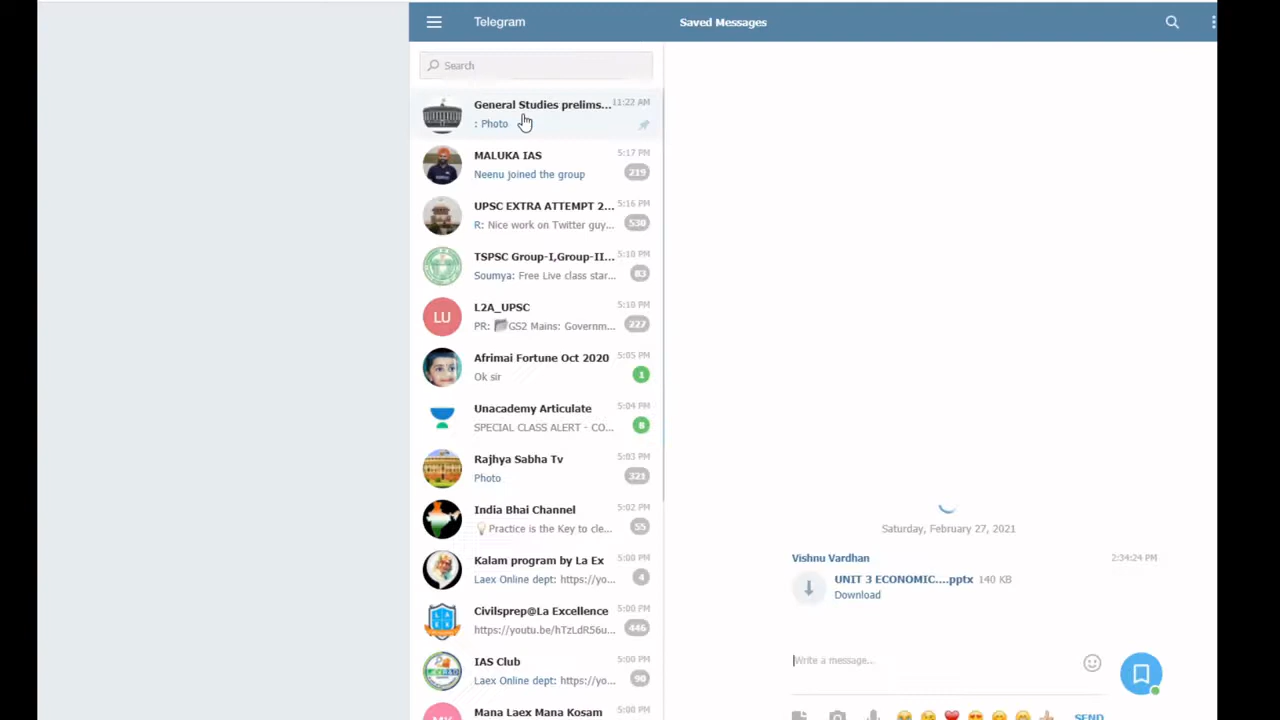 Telegram
Saved Messages
Search
General Studies prelims... 11:22 AM
: Photo
MALUKA IAS 5:17 PM
Neenu joined the group 219
UPSC EXTRA ATTEMPT 2... 5:16 PM
R: Nice work on Twitter guy... 530
TSPSC Group-I,Group-II... 5:10 PM
Soumya: Free Live class star... 83
LU
L2A_UPSC 5:10 PM
PR: GS2 Mains: Governm... 227
Afrimai Fortune Oct 2020 5:05 PM
Ok sir 1
Unacademy Articulate 5:04 PM
SPECIAL CLASS ALERT - CO... 8
Rajhya Sabha Tv 5:03 PM
Photo 321
India Bhai Channel 5:02 PM
Practice is the Key to cle... 55
Kalam program by La Ex 5:00 PM
Laex Online dept: https://yo... 4
Civilsprep@La Excellence 5:00 PM
https://youtu.be/hTzLdR56u... 446
IAS Club 5:00 PM
Laex Online dept: https://yo... 90
Mana Laex Mana Kosam 5:00 PM
Saturday, February 27, 2021
Vishnu Vardhan 2:34:24 PM
UNIT 3 ECONOMIC....pptx 140 KB
Download
Write a message...
SEND